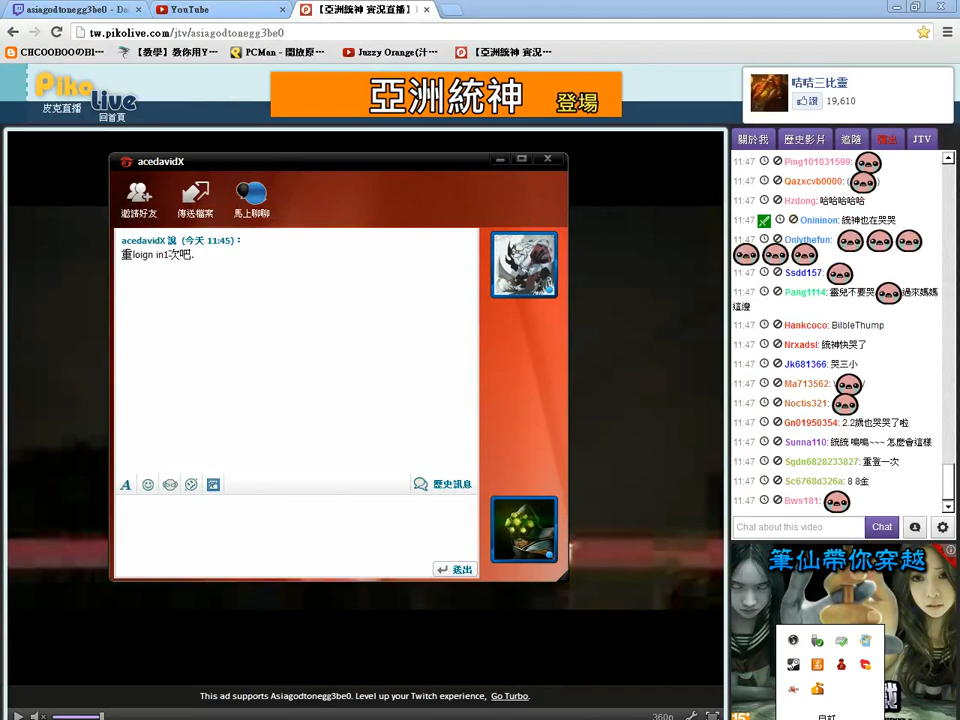 asiagodtonegg3be0 - Da
YouTube
【亞洲統神 實況直播】
tw.pikolive.com/jtv/asiagodtonegg3be0
CHCOOBOOのBl…
【教學】教你用Y…
PCMan - 開放原…
Juzzy Orange(汁…
【亞洲統神 實況…
Piko Live
皮克直播
回首頁
亞洲統神 登場
咕咕三比靈
讚 19,610
acedavidX
邀請好友 傳送檔案 馬上聊聊
acedavidX 說 (今天 11:45)：
重loign in1次吧.
歷史訊息
送出
This ad supports Asiagodtonegg3be0. Level up your Twitch experience, Go Turbo.
360p
關於我 歷史影片 追隨 JTV
11:47 Ping101031599:
11:47 Qazxcvb0000: (
11:47 Hzdong: 哈哈哈哈哈
11:47 Onininon: 統神也在哭哭
11:47 Onlythefun:
11:47 Ssdd157:
11:47 Pang1114: 靈兒不要哭 過來媽媽
這邊
11:47 Hankcoco: BilbleThump
11:47 Nrxadsl: 統神快哭了
11:47 Jk681366: 哭三小
11:47 Ma713562: \ /
11:47 Noctis321:
11:47 Gn01950354: 2.2歲也哭哭了啦
11:47 Sunna110: 統統 嗚嗚~~~ 怎麼會這樣
11:47 Sgdn6828233827: 重登一次
11:47 Sc6768d326a: 8 8金
11:47 Bws181:
Chat about this video
Chat
筆仙帶你穿越
自訂